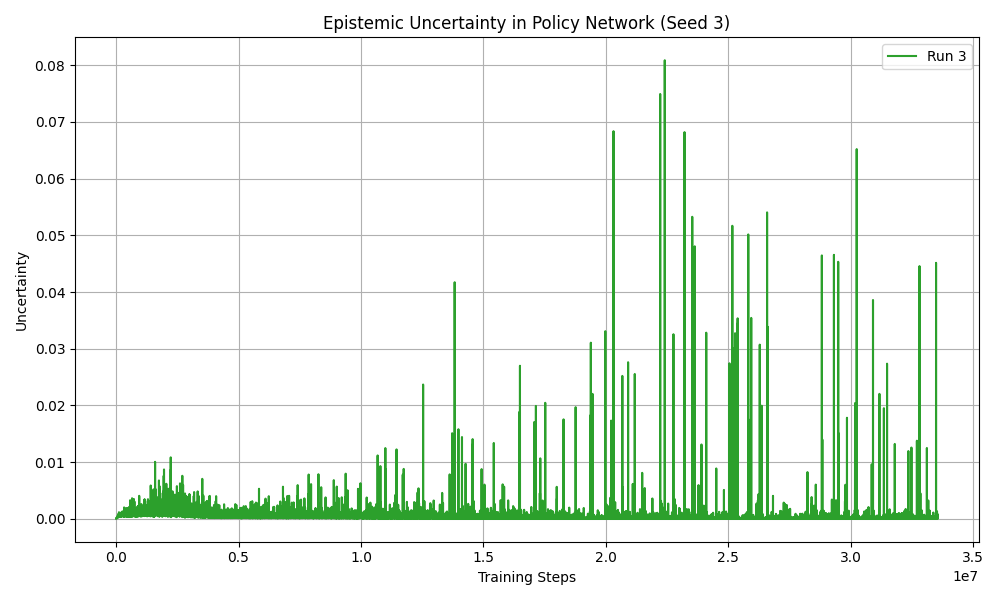 Epistemic Uncertainty in Policy Network (Seed 3)
Run 3
Uncertainty
0.08
0.07
0.06
0.05
0.04
0.03
0.02
0.01
0.00
0.0 0.5 1.0 1.5 2.0 2.5 3.0 3.5
1e7
Training Steps